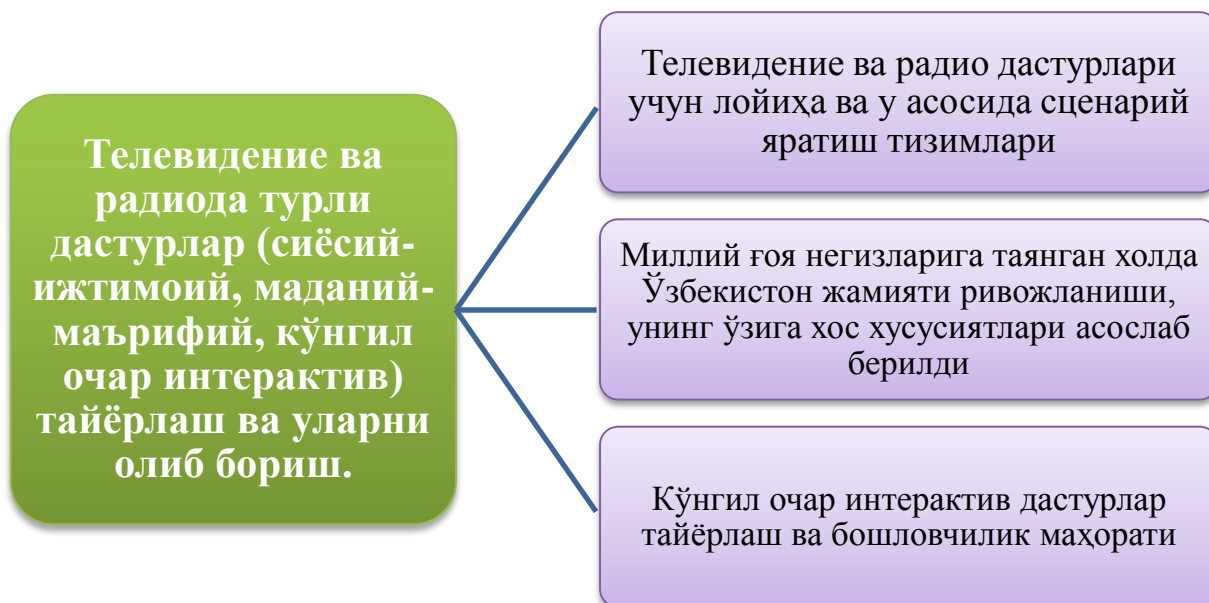 Телевидение ва
радиода турли
дастурлар (сиёсий-
ижтимоий, маданий-
маърифий, кўнгил
очар интерактив)
тайёрлаш ва уларни
олиб бориш.
Телевидение ва радио дастурлари
учун лойиҳа ва у асосида сценарий
яратиш тизимлари
Миллий ғоя негизларига таянган холда
Ўзбекистон жамияти ривожланиши,
унинг ўзига хос хусусиятлари асослаб
берилди
Кўнгил очар интерактив дастурлар
тайёрлаш ва бошловчилик маҳорати